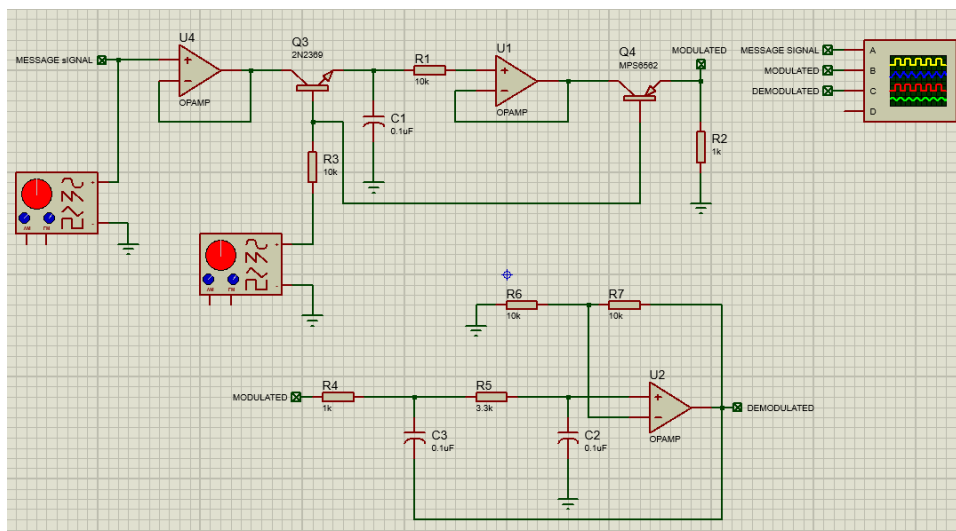 U4
MESSAGE sIGNAL
OPAMP
Q3
2N2369
R1
10k
C1
0.1uF
U1
OPAMP
Q4
MPS6562
MODULATED
R2
1k
R3
10k
MESSAGE SIGNAL
MODULATED
DEMODULATED
A
B
C
D
AM FM
AM FM
R6
10k
R7
10k
MODULATED
R4
1k
R5
3.3k
C3
0.1uF
C2
0.1uF
U2
OPAMP
DEMODULATED